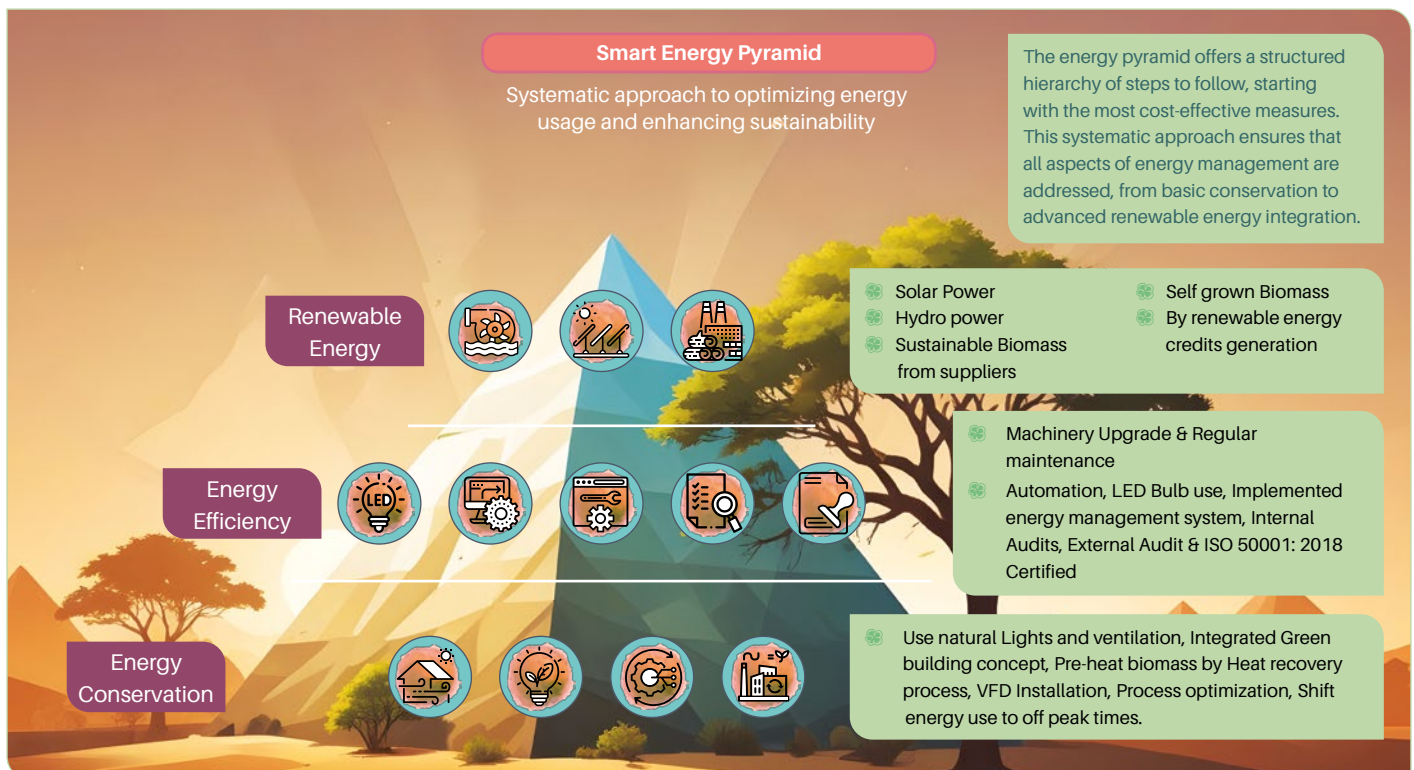 Smart Energy Pyramid
Systematic approach to optimizing energy
usage and enhancing sustainability
The energy pyramid offers a structured
hierarchy of steps to follow, starting
with the most cost-effective measures.
This systematic approach ensures that
all aspects of energy management are
addressed, from basic conservation to
advanced renewable energy integration.
Renewable
Energy
Solar Power
Hydro power
Sustainable Biomass
from suppliers
Self grown Biomass
By renewable energy
credits generation
Energy
Efficiency
LED
Machinery Upgrade & Regular
maintenance
Automation, LED Bulb use, Implemented
energy management system, Internal
Audits, External Audit & ISO 50001: 2018
Certified
Energy
Conservation
Use natural Lights and ventilation, Integrated Green
building concept, Pre-heat biomass by Heat recovery
process, VFD Installation, Process optimization, Shift
energy use to off peak times.